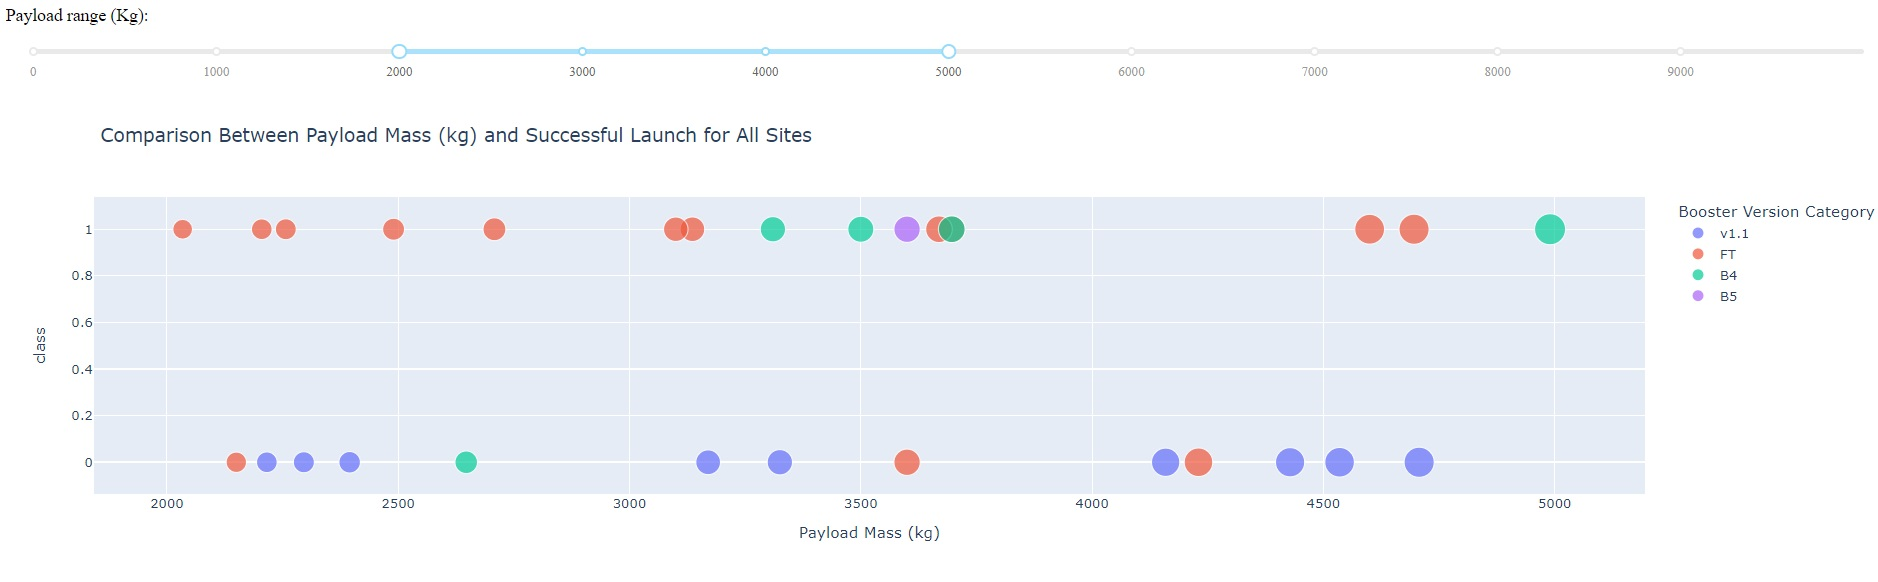 Payload range (Kg):
0 1000 2000 3000 4000 5000 6000 7000 8000 9000
Comparison Between Payload Mass (kg) and Successful Launch for All Sites
Booster Version Category
v1.1
FT
B4
B5
1
0.8
0.6
0.4
0.2
0
class
2000 2500 3000 3500 4000 4500 5000
Payload Mass (kg)